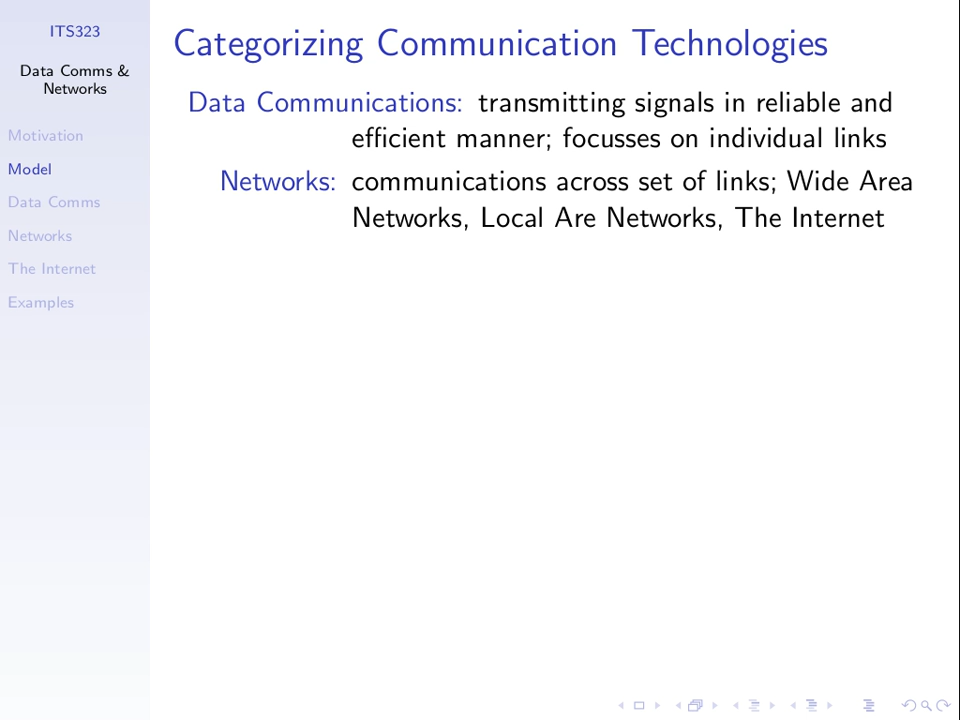 ITS323
Data Comms &
Networks
Motivation
Model
Data Comms
Networks
The Internet
Examples
Categorizing Communication Technologies
Data Communications: transmitting signals in reliable and
efficient manner; focusses on individual links
Networks: communications across set of links; Wide Area
Networks, Local Are Networks, The Internet